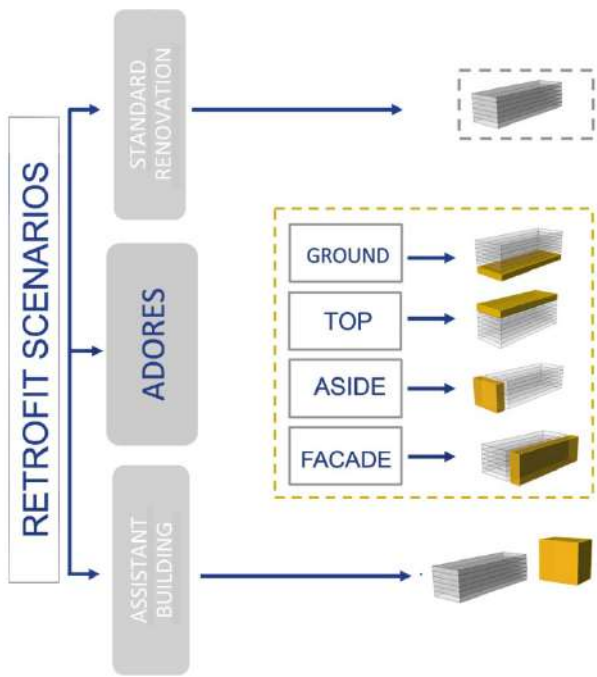 RETROFIT SCENARIOS
STANDARD
RENOVATION
ADORES
GROUND
TOP
ASIDE
FACADE
ASSISTANT
BUILDING